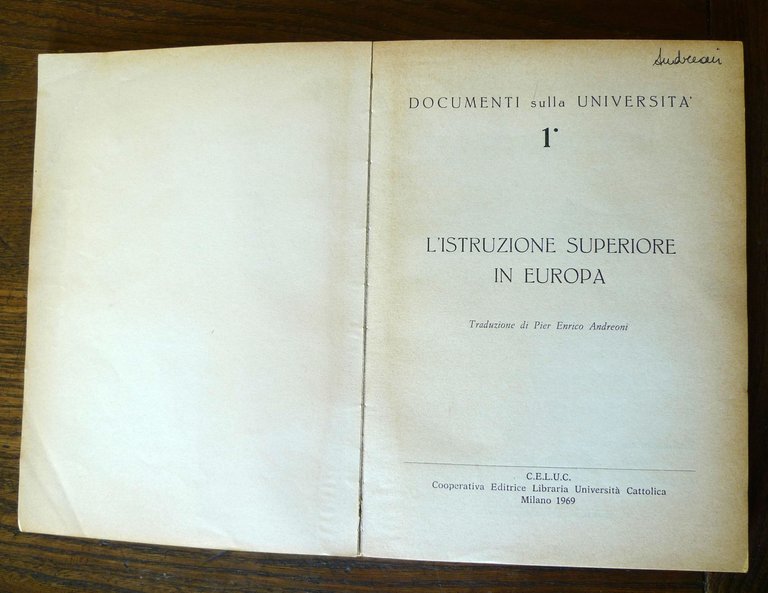 Andreani
DOCUMENTI sulla UNIVERSITA'
1°
L'ISTRUZIONE SUPERIORE
IN EUROPA
Traduzione di Pier Enrico Andreoni
C.E.L.U.C.
Cooperativa Editrice Libraria Università Cattolica
Milano 1969